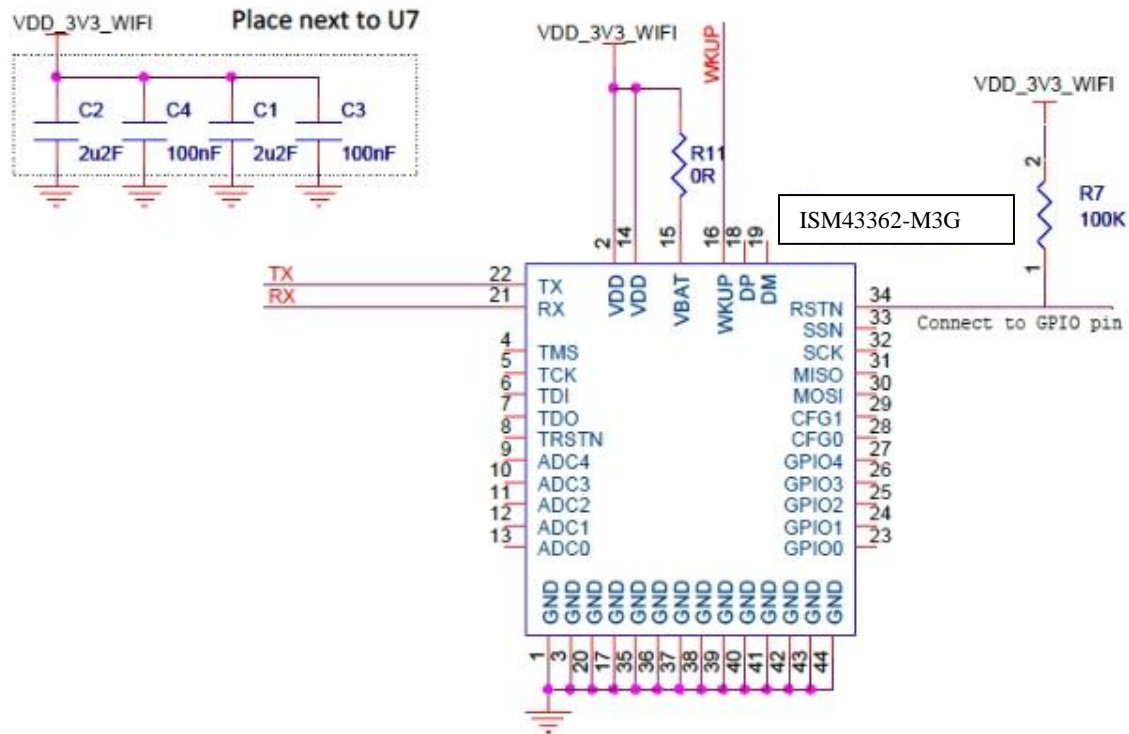 VDD_3V3_WIFI
Place next to U7
C2
2u2F
C4
100nF
C1
2u2F
C3
100nF
VDD_3V3_WIFI
WKUP
VDD_3V3_WIFI
R11
0R
2
R7
100K
1
ISM43362-M3G
2
14
15
16
18
19
TX
22
TX
RX
21
RX
VDD
VDD
VBAT
WKUP
DP
DM
4
TMS
5
TCK
6
TDI
7
TDO
8
TRSTN
9
ADC4
10
ADC3
11
ADC2
12
ADC1
13
ADC0
RSTN
34
Connect to GPIO pin
SSN
33
SCK
32
MISO
31
MOSI
30
CFG1
29
CFG0
28
GPIO4
27
GPIO3
26
GPIO2
25
GPIO1
24
GPIO0
23
GND
GND
GND
GND
GND
GND
GND
GND
GND
GND
GND
GND
GND
GND
1
3
20
17
35
36
37
38
39
40
41
42
43
44